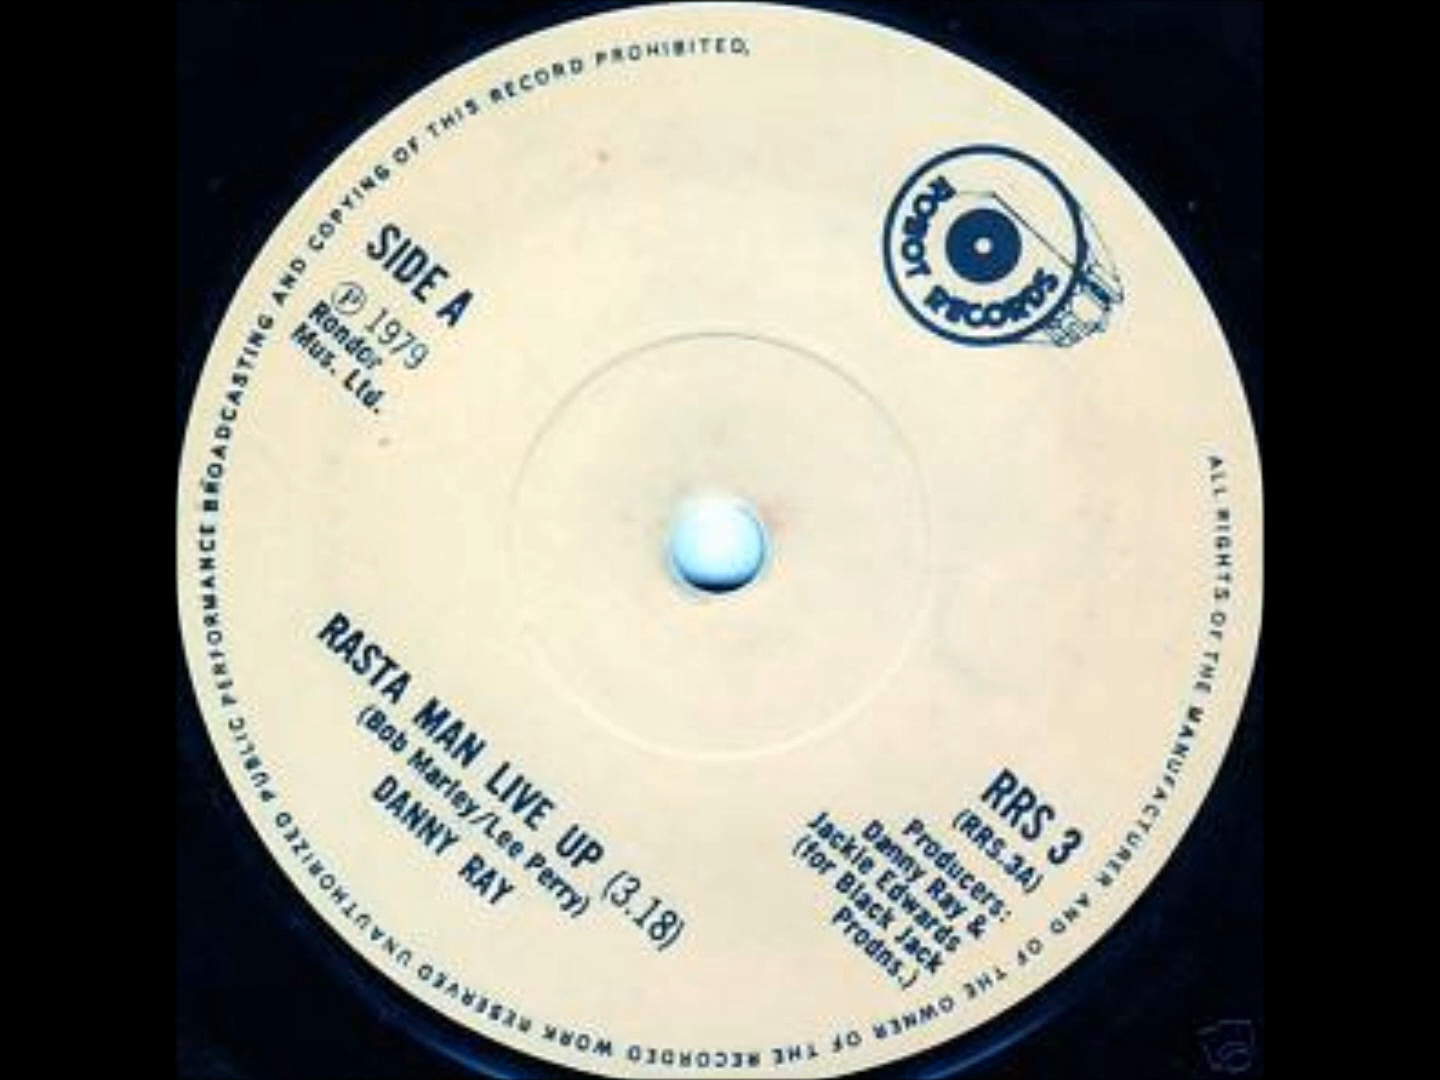 ALL RIGHTS OF THE MANUFACTURER AND OF THE OWNER OF THE RECORDED WORK RESERVED UNAUTHORIZED PUBLIC PERFORMANCE BROADCASTING AND COPYING OF THIS RECORD PROHIBITED,
ROBOT RECORDS
SIDE A
Ⓟ 1979
Rondor
Mus. Ltd.
RASTA MAN LIVE UP (3.18)
(Bob Marley/Lee Perry)
DANNY RAY
RRS 3
(RRS.3A)
Producers:
Danny Ray &
Jackie Edwards
(for Black Jack
Prodns.)